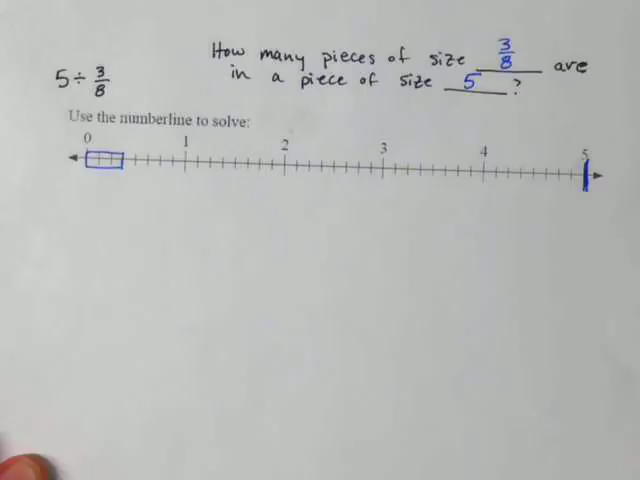 How many pieces of size 3/8 are
in a piece of size 5 ?
5 ÷ 3/8
Use the numberline to solve:
0 1 2 3 4 5